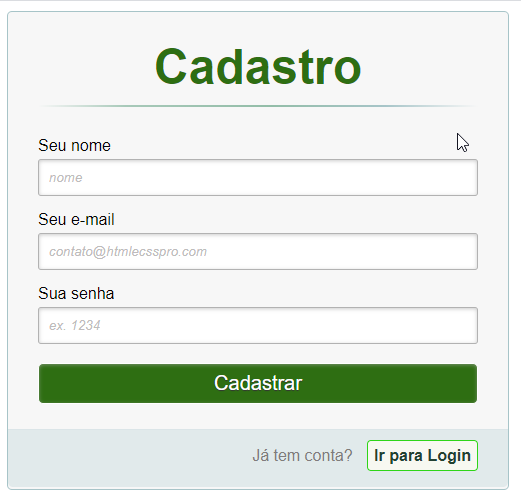 Cadastro
Seu nome
nome
Seu e-mail
contato@htmlecsspro.com
Sua senha
ex. 1234
Cadastrar
Já tem conta? Ir para Login